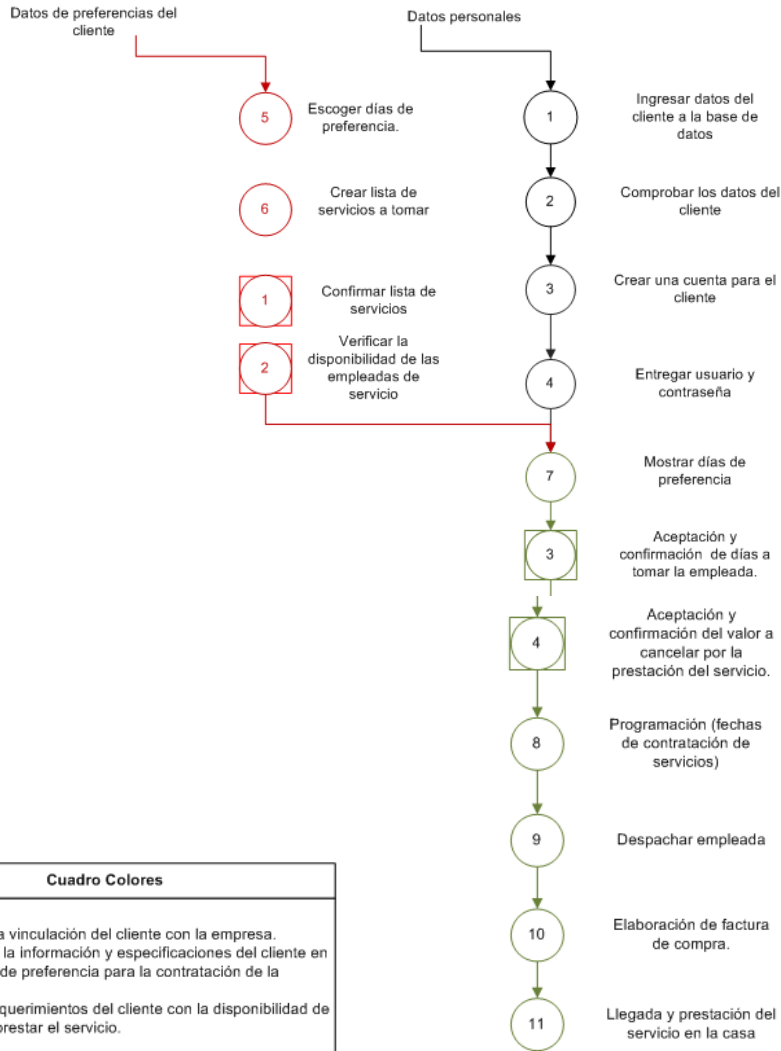 Datos de preferencias del
cliente
Datos personales
5
Escoger días de
preferencia.
1
Ingresar datos del
cliente a la base de
datos
6
Crear lista de
servicios a tomar
2
Comprobar los datos del
cliente
1
Confirmar lista de
servicios
3
Crear una cuenta para el
cliente
2
Verificar la
disponibilidad de las
empleadas de
servicio
4
Entregar usuario y
contraseña
7
Mostrar días de
preferencia
3
Aceptación y
confirmación de días a
tomar la empleada.
4
Aceptación y
confirmación del valor a
cancelar por la
prestación del servicio.
8
Programación (fechas
de contratación de
servicios)
9
Despachar empleada
10
Elaboración de factura
de compra.
11
Llegada y prestación del
servicio en la casa
Cuadro Colores
a vinculación del cliente con la empresa.
la información y especificaciones del cliente en
de preferencia para la contratación de la
querimientos del cliente con la disponibilidad de
prestar el servicio.